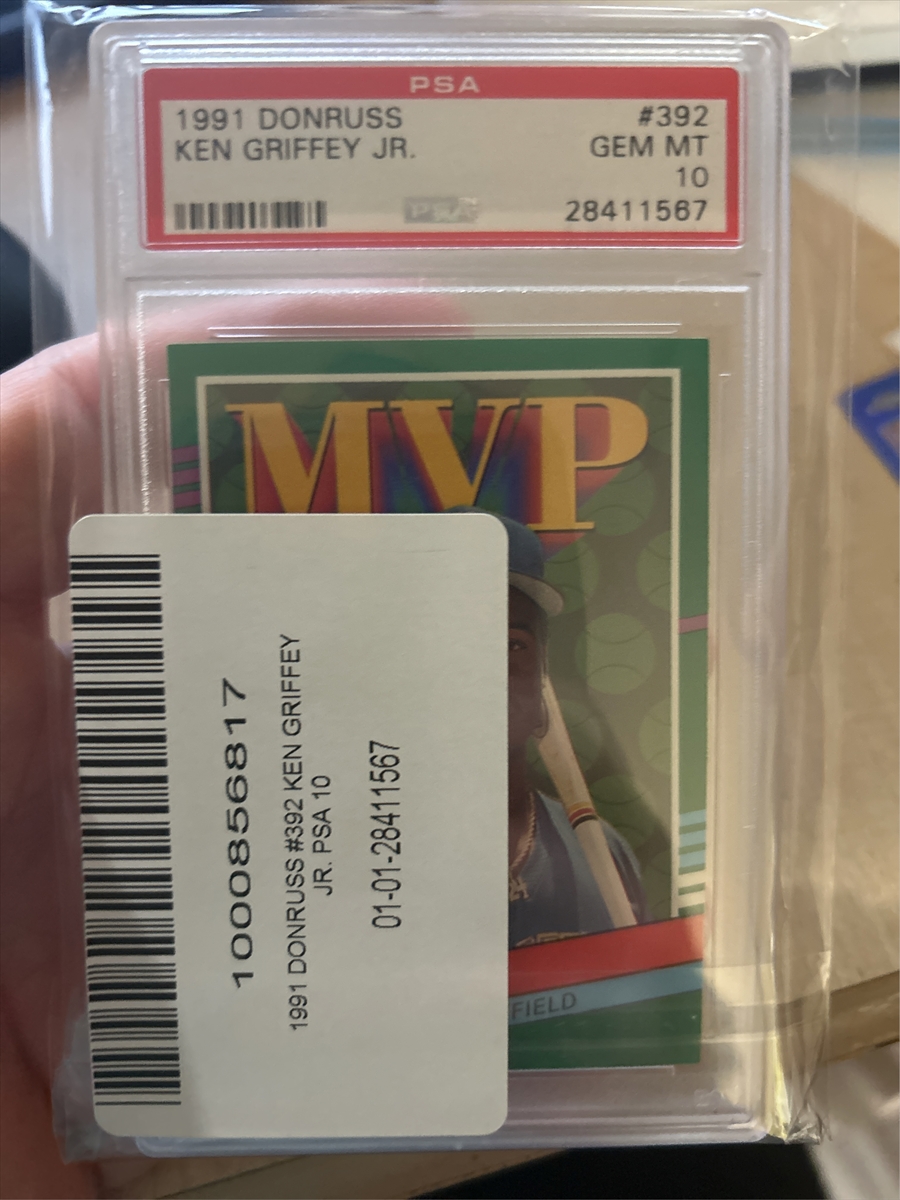 PSA
1991 DONRUSS #392
KEN GRIFFEY JR. GEM MT
10
PSA 28411567
MVP
100856817
1991 DONRUSS #392 KEN GRIFFEY
JR. PSA 10
01-01-28411567
FIELD